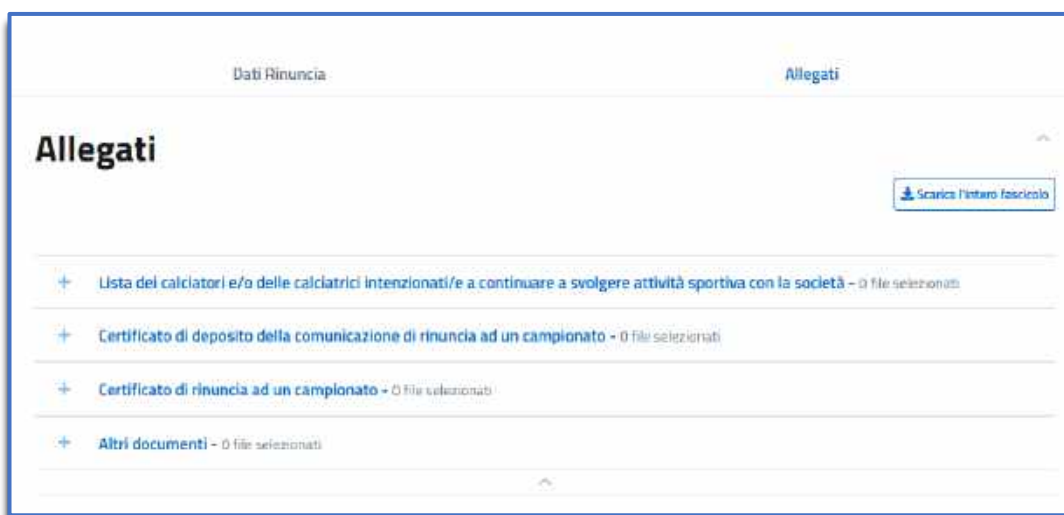 Dati Rinuncia
Allegati
Allegati
Scarica l'intero fascicolo
Lista dei calciatori e/o delle calciatrici intenzionati/e a continuare a svolgere attività sportiva con la società - 0 file selezionati
Certificato di deposito della comunicazione di rinuncia ad un campionato - 0 file selezionati
Certificato di rinuncia ad un campionato - 0 file selezionati
Altri documenti - 0 file selezionati